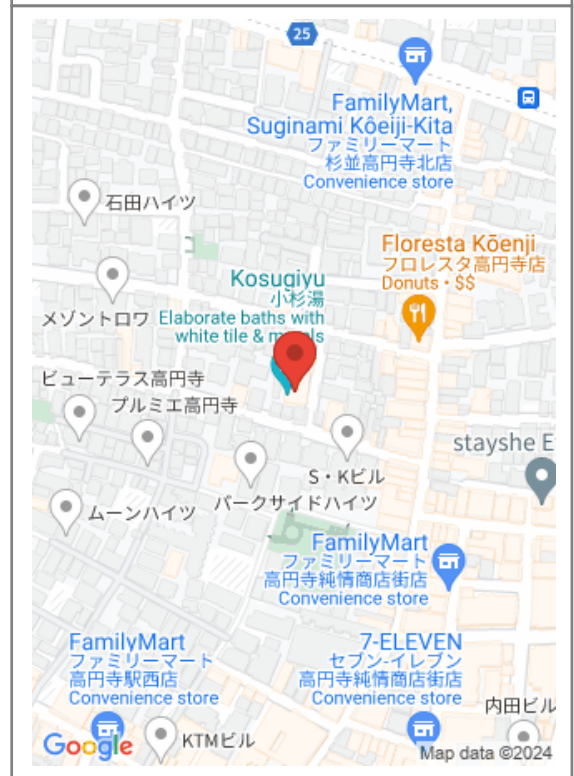 25
FamilyMart,
Suginami Kôeiji-Kita
ファミリーマート
杉並高円寺北店
Convenience store
石田ハイツ
Floresta Kōenji
フロレスタ高円寺店
Donuts • $$
Kosugiyu
小杉湯
Elaborate baths with
white tile & murals
メゾントロワ
ビューテラス高円寺
プルミエ高円寺
stayshe E
S・Kビル
パークサイドハイツ
ムーンハイツ
FamilyMart
ファミリーマート
高円寺純情商店街店
Convenience store
FamilyMart
ファミリーマート
高円寺駅西店
Convenience store
7-ELEVEN
セブン-イレブン
高円寺純情商店街店
Convenience store
内田ビル
KTMビル
Google
Map data ©2024